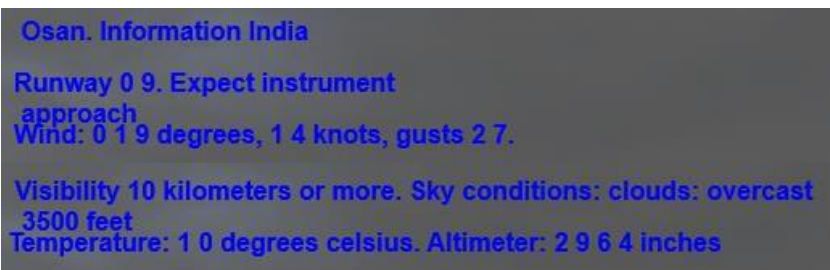 Osan. Information India
Runway 0 9. Expect instrument
approach
Wind: 0 1 9 degrees, 1 4 knots, gusts 2 7.
Visibility 10 kilometers or more. Sky conditions: clouds: overcast
3500 feet
Temperature: 1 0 degrees celsius. Altimeter: 2 9 6 4 inches